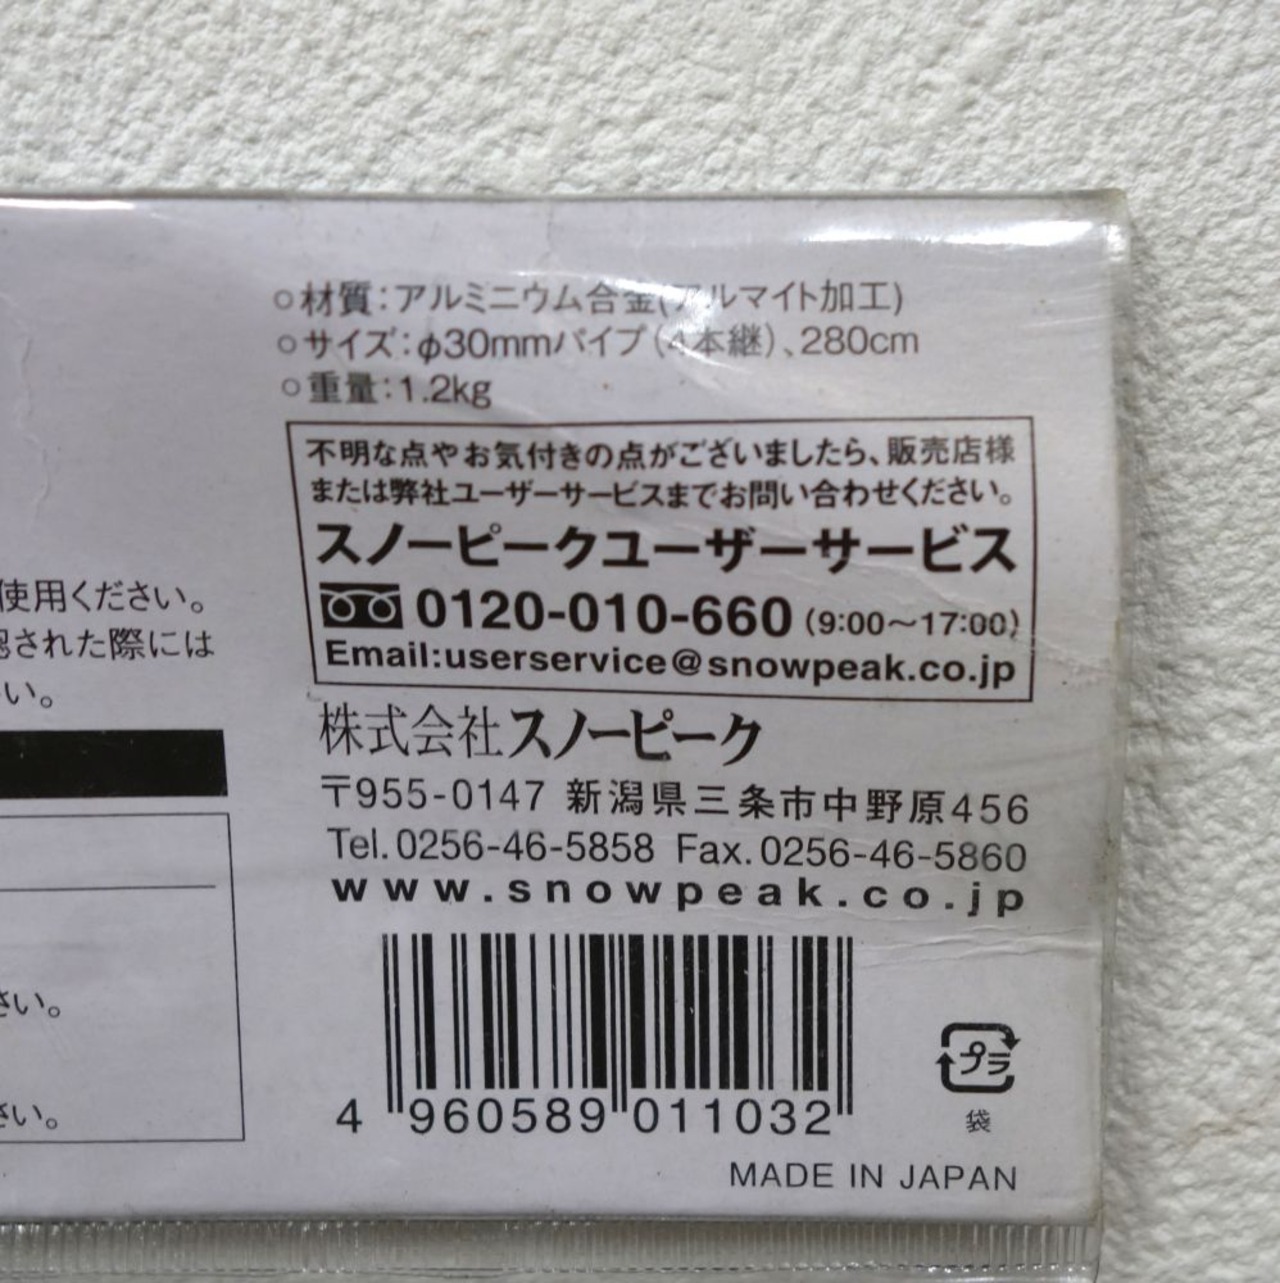 ○材質：アルミニウム合金(アルマイト加工)
○サイズ：φ30mmパイプ(4本継)、280cm
○重量：1.2kg
不明な点やお気付きの点がございましたら、販売店様
または弊社ユーザーサービスまでお問い合わせください。
スノーピークユーザーサービス
0120-010-660 (9:00〜17:00)
Email:userservice@snowpeak.co.jp
使用ください。
された際には
い。
株式会社スノーピーク
〒955-0147 新潟県三条市中野原456
Tel.0256-46-5858 Fax.0256-46-5860
www.snowpeak.co.jp
さい。
さい。
4 960589 011032
プラ
袋
MADE IN JAPAN